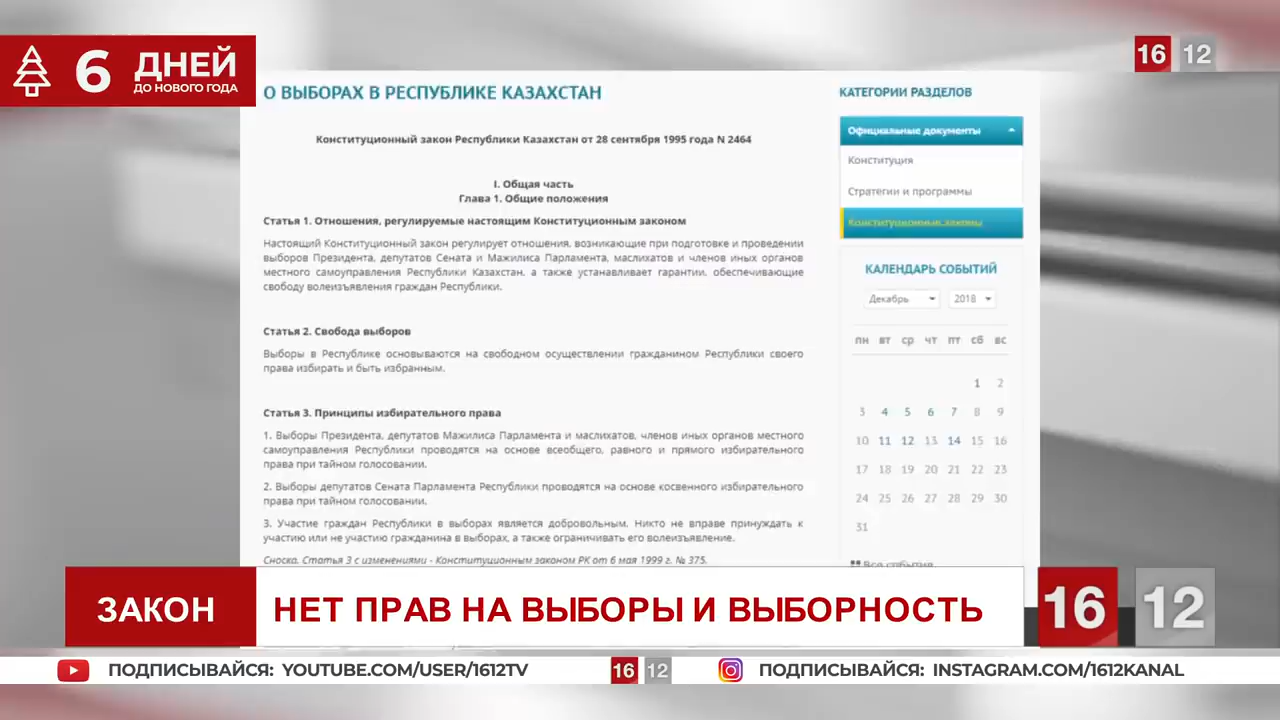 6 ДНЕЙ
ДО НОВОГО ГОДА
16 12
О ВЫБОРАХ В РЕСПУБЛИКЕ КАЗАХСТАН
Конституционный закон Республики Казахстан от 28 сентября 1995 года N 2464
I. Общая часть
Глава 1. Общие положения
Статья 1. Отношения, регулируемые настоящим Конституционным законом
Настоящий Конституционный закон регулирует отношения, возникающие при подготовке и проведении
выборов Президента, депутатов Сената и Мажилиса Парламента, маслихатов и членов иных органов
местного самоуправления Республики Казахстан, а также устанавливает гарантии, обеспечивающие
свободу волеизъявления граждан Республики.
Статья 2. Свобода выборов
Выборы в Республике основываются на свободном осуществлении гражданином Республики своего
права избирать и быть избранным.
Статья 3. Принципы избирательного права
1. Выборы Президента, депутатов Мажилиса Парламента и маслихатов, членов иных органов местного
самоуправления Республики проводятся на основе всеобщего, равного и прямого избирательного
права при тайном голосовании.
2. Выборы депутатов Сената Парламента Республики проводятся на основе косвенного избирательного
права при тайном голосовании.
3. Участие граждан Республики в выборах является добровольным. Никто не вправе принуждать к
участию или не участию гражданина в выборах, а также ограничивать его волеизъявление.
Сноска. Статья 3 с изменениями - Конституционным законом РК от 6 мая 1999 г. № 375.
КАТЕГОРИИ РАЗДЕЛОВ
Официальные документы
Конституция
Стратегии и программы
Конституционные законы
КАЛЕНДАРЬ СОБЫТИЙ
Декабрь 2018
пн вт ср чт пт сб вс
1 2
3 4 5 6 7 8 9
10 11 12 13 14 15 16
17 18 19 20 21 22 23
24 25 26 27 28 29 30
31
Все события
ЗАКОН НЕТ ПРАВ НА ВЫБОРЫ И ВЫБОРНОСТЬ 16 12
ПОДПИСЫВАЙСЯ: YOUTUBE.COM/USER/1612TV 16 12 ПОДПИСЫВАЙСЯ: INSTAGRAM.COM/1612KANAL